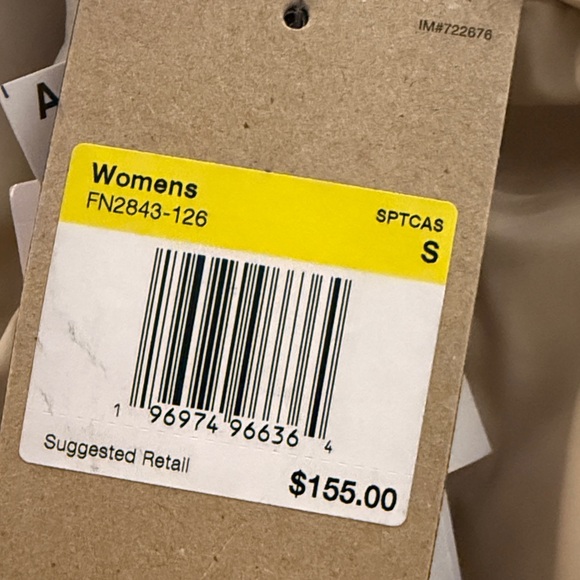 IM#722676
A
Womens
FN2843-126
SPTCAS
S
1 96974 96636 4
Suggested Retail
$155.00